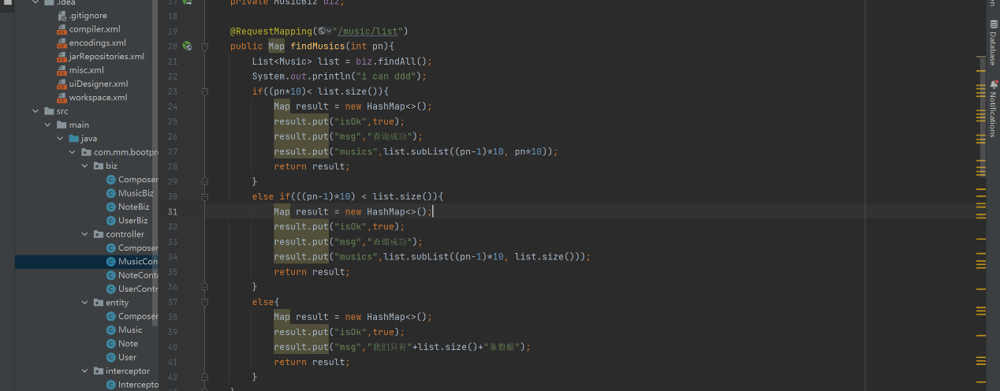 .idea
.gitignore
compiler.xml
encodings.xml
jarRepositories.xml
misc.xml
uiDesigner.xml
workspace.xml
src
main
java
com.mm.bootpr
biz
Composer
MusicBiz
NoteBiz
UserBiz
controller
Composer
MusicCon
NoteCont
UserContr
entity
Composer
Music
Note
User
interceptor
Intercepto
17 private MusicBiz biz;
18
19 @RequestMapping("/music/list")
20 public Map findMusics(int pn){
21 List<Music> list = biz.findAll();
22 System.out.println("i can ddd");
23 if((pn*10)< list.size()){
24 Map result = new HashMap<>();
25 result.put("isOk",true);
26 result.put("msg","查询成功");
27 result.put("musics",list.subList((pn-1)*10, pn*10));
28 return result;
29 }
30 else if(((pn-1)*10) < list.size()){
31 Map result = new HashMap<>();
32 result.put("isOk",true);
33 result.put("msg","查询成功");
34 result.put("musics",list.subList((pn-1)*10, list.size()));
35 return result;
36 }
37 else{
38 Map result = new HashMap<>();
39 result.put("isOk",true);
40 result.put("msg","我们只有"+list.size()+"条数据");
41 return result;
42 }
Database
Notifications